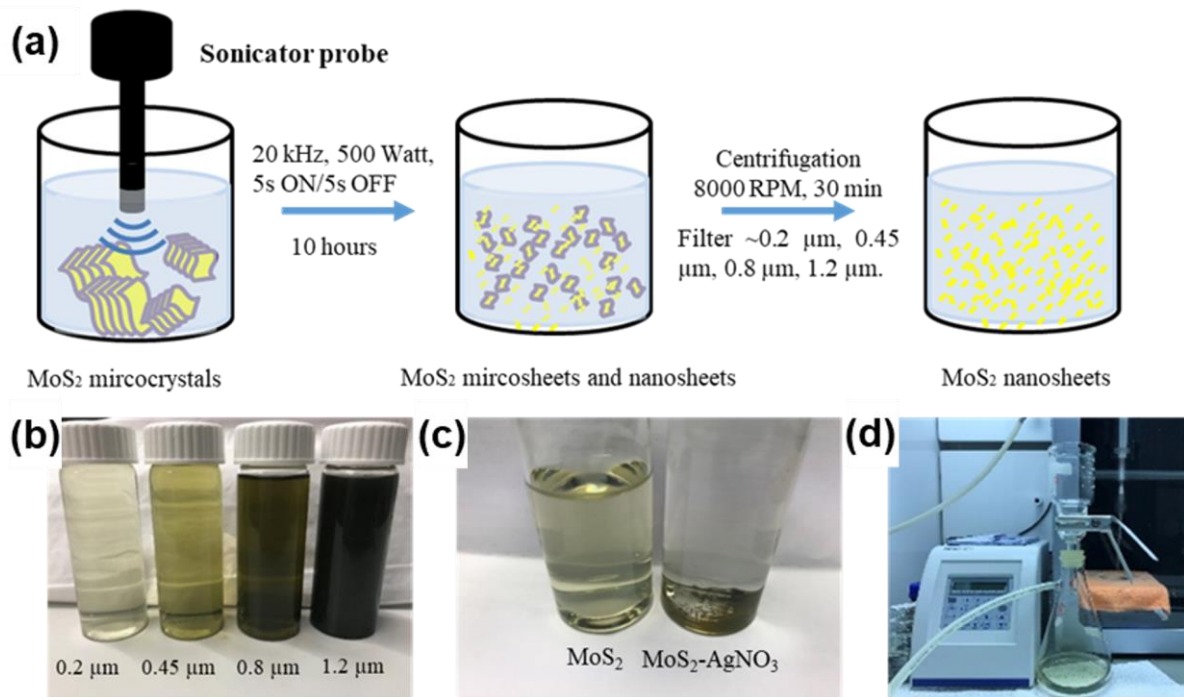 (a)
Sonicator probe
20 kHz, 500 Watt,
5s ON/5s OFF
10 hours
Centrifugation
8000 RPM, 30 min
Filter ~0.2 μm, 0.45
μm, 0.8 μm, 1.2 μm.
MoS₂ mircocrystals
MoS₂ mircosheets and nanosheets
MoS₂ nanosheets
(b)
0.2 μm
0.45 μm
0.8 μm
1.2 μm
(c)
MoS₂
MoS₂-AgNO₃
(d)